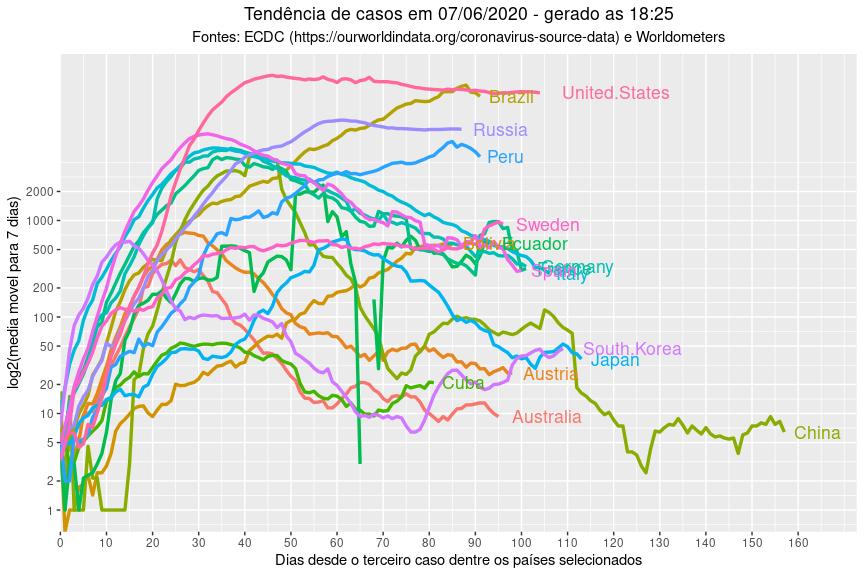 Tendência de casos em 07/06/2020 - gerado as 18:25
Fontes: ECDC (https://ourworldindata.org/coronavirus-source-data) e Worldometers
log2(media movel para 7 dias)
2000
1000
500
200
100
50
20
10
5
2
1
United.States
Brazil
Russia
Peru
Sweden
Ecuador
Germany
Italy
South.Korea
Japan
Austria
Cuba
Australia
China
0 10 20 30 40 50 60 70 80 90 100 110 120 130 140 150 160
Dias desde o terceiro caso dentre os países selecionados